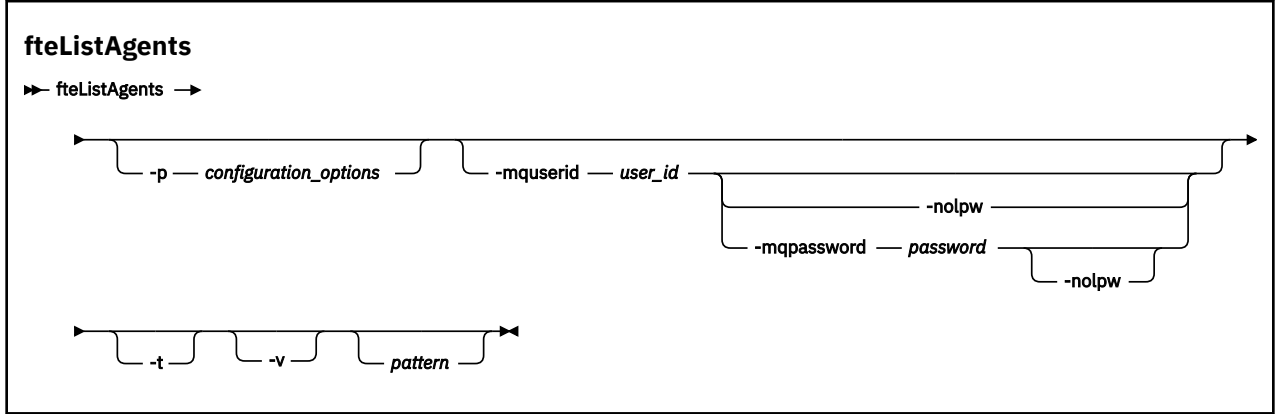 fteListAgents
fteListAgents
-p configuration_options -mquserid user_id
-nolpw
-mqpassword password
-nolpw
-t -v pattern